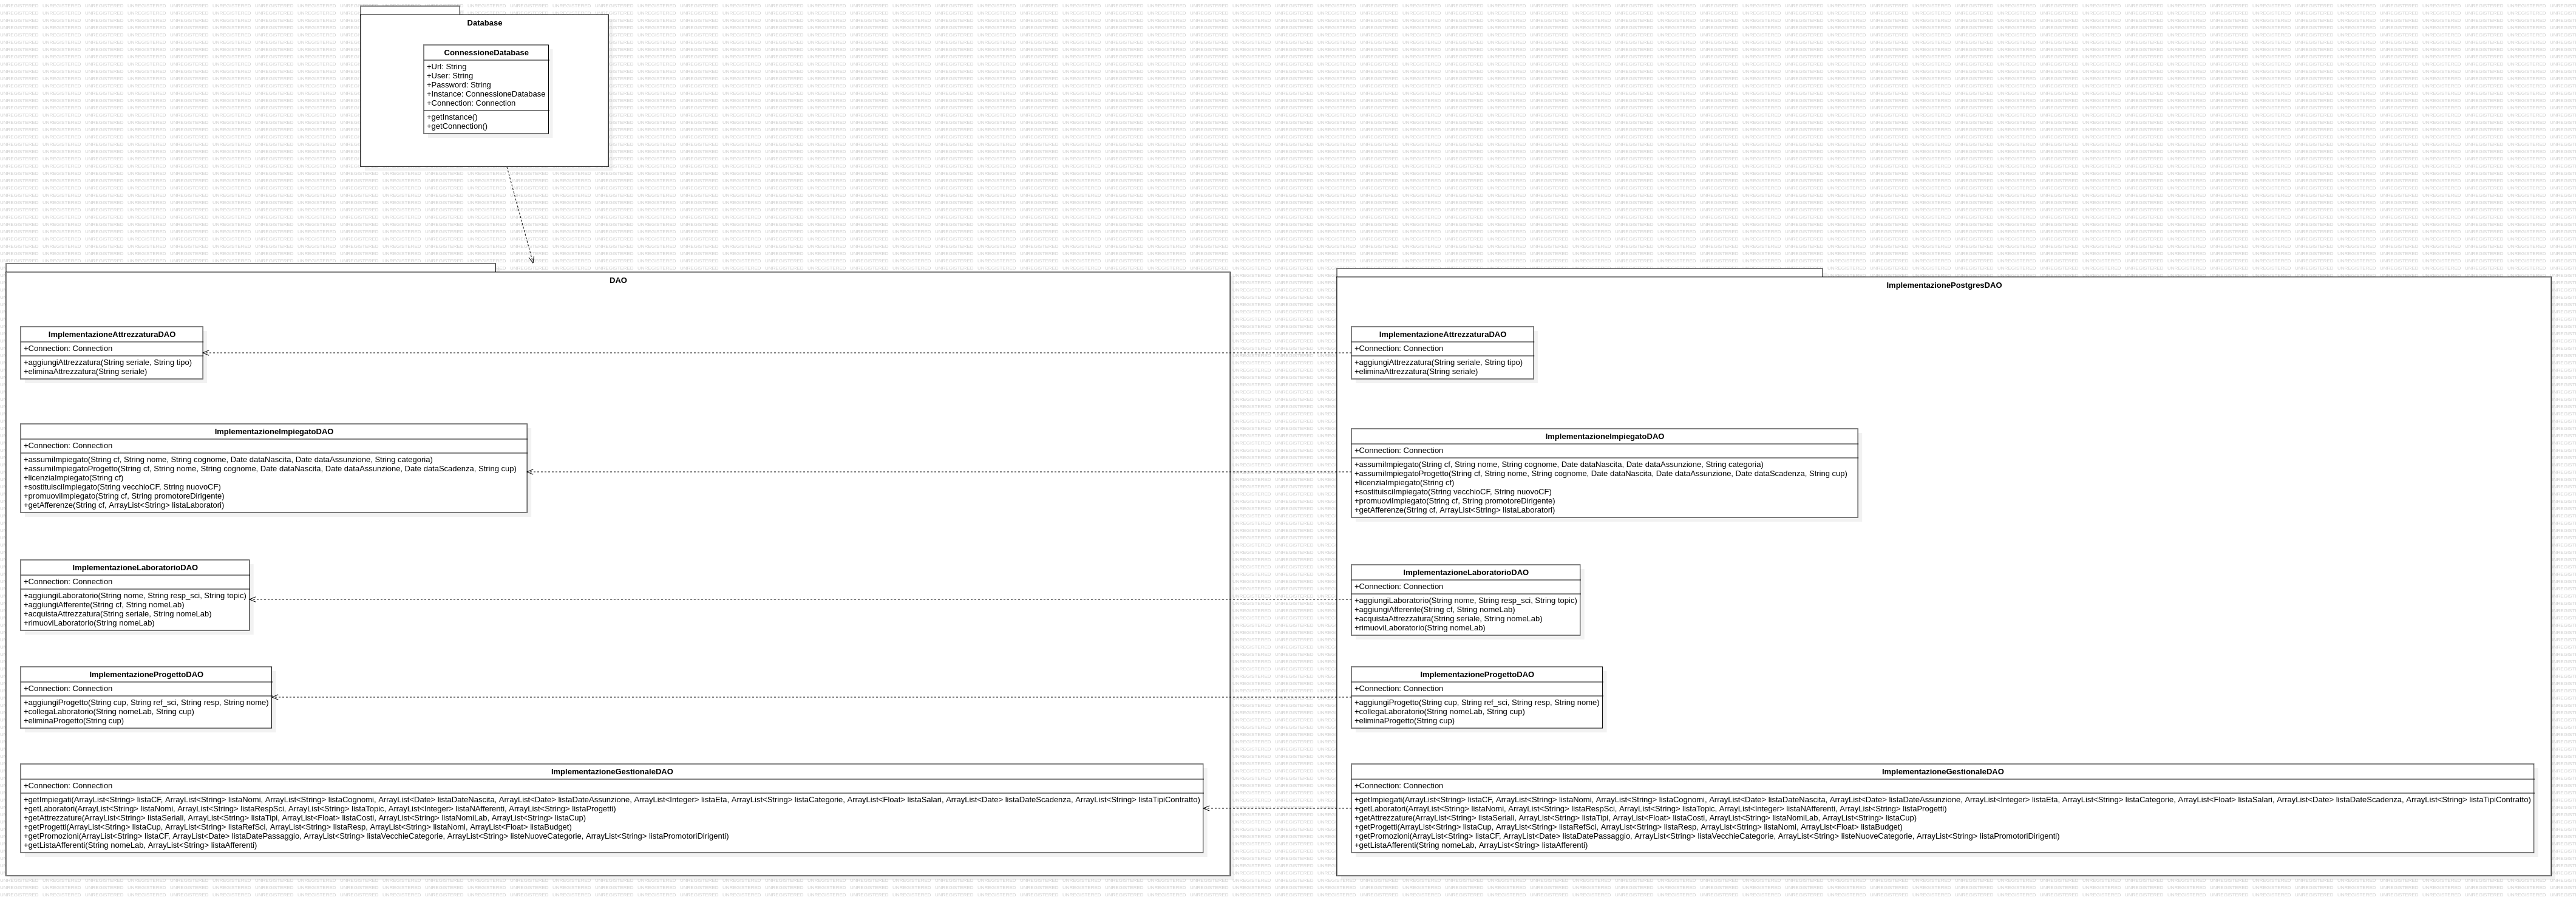 Database
ConnessioneDatabase
+Url: String
+User: String
+Password: String
+Instance: ConnessioneDatabase
+Connection: Connection
+getInstance()
+getConnection()
DAO
ImplementazioneAttrezzaturaDAO
+Connection: Connection
+aggiungiAttrezzatura(String seriale, String tipo)
+eliminaAttrezzatura(String seriale)
ImplementazioneImpiegatoDAO
+Connection: Connection
+assumiImpiegato(String cf, String nome, String cognome, Date dataNascita, Date dataAssunzione, String categoria)
+assumiImpiegatoProgetto(String cf, String nome, String cognome, Date dataNascita, Date dataAssunzione, Date dataScadenza, String cup)
+licenziaImpiegato(String cf)
+sostituisciImpiegato(String vecchioCF, String nuovoCF)
+promuoviImpiegato(String cf, String promotoreDirigente)
+getAfferenze(String cf, ArrayList<String> listaLaboratori)
ImplementazioneLaboratorioDAO
+Connection: Connection
+aggiungiLaboratorio(String nome, String resp_sci, String topic)
+aggiungiAfferente(String cf, String nomeLab)
+acquistaAttrezzatura(String seriale, String nomeLab)
+rimuoviLaboratorio(String nomeLab)
ImplementazioneProgettoDAO
+Connection: Connection
+aggiungiProgetto(String cup, String ref_sci, String resp, String nome)
+collegaLaboratorio(String nomeLab, String cup)
+eliminaProgetto(String cup)
ImplementazioneGestionaleDAO
+Connection: Connection
+getImpiegati(ArrayList<String> listaCF, ArrayList<String> listaNomi, ArrayList<String> listaCognomi, ArrayList<Date> listaDateNascita, ArrayList<Date> listaDateAssunzione, ArrayList<Integer> listaEta, ArrayList<String> listaCategorie, ArrayList<Float> listaSalari, ArrayList<Date> listaDateScadenza, ArrayList<String> listaTipiContratto)
+getLaboratori(ArrayList<String> listaNomi, ArrayList<String> listaRespSci, ArrayList<String> listaTopic, ArrayList<Integer> listaNAfferenti, ArrayList<String> listaProgetti)
+getAttrezzature(ArrayList<String> listaSeriali, ArrayList<String> listaTipi, ArrayList<Float> listaCosti, ArrayList<String> listaNomiLab, ArrayList<String> listaCup)
+getProgetti(ArrayList<String> listaCup, ArrayList<String> listaRefSci, ArrayList<String> listaResp, ArrayList<String> listaNomi, ArrayList<Float> listaBudget)
+getPromozioni(ArrayList<String> listaCF, ArrayList<Date> listaDatePassaggio, ArrayList<String> listaVecchieCategorie, ArrayList<String> listeNuoveCategorie, ArrayList<String> listaPromotoriDirigenti)
+getListaAfferenti(String nomeLab, ArrayList<String> listaAfferenti)
ImplementazionePostgresDAO
ImplementazioneAttrezzaturaDAO
+Connection: Connection
+aggiungiAttrezzatura(String seriale, String tipo)
+eliminaAttrezzatura(String seriale)
ImplementazioneImpiegatoDAO
+Connection: Connection
+assumiImpiegato(String cf, String nome, String cognome, Date dataNascita, Date dataAssunzione, String categoria)
+assumiImpiegatoProgetto(String cf, String nome, String cognome, Date dataNascita, Date dataAssunzione, Date dataScadenza, String cup)
+licenziaImpiegato(String cf)
+sostituisciImpiegato(String vecchioCF, String nuovoCF)
+promuoviImpiegato(String cf, String promotoreDirigente)
+getAfferenze(String cf, ArrayList<String> listaLaboratori)
ImplementazioneLaboratorioDAO
+Connection: Connection
+aggiungiLaboratorio(String nome, String resp_sci, String topic)
+aggiungiAfferente(String cf, String nomeLab)
+acquistaAttrezzatura(String seriale, String nomeLab)
+rimuoviLaboratorio(String nomeLab)
ImplementazioneProgettoDAO
+Connection: Connection
+aggiungiProgetto(String cup, String ref_sci, String resp, String nome)
+collegaLaboratorio(String nomeLab, String cup)
+eliminaProgetto(String cup)
ImplementazioneGestionaleDAO
+Connection: Connection
+getImpiegati(ArrayList<String> listaCF, ArrayList<String> listaNomi, ArrayList<String> listaCognomi, ArrayList<Date> listaDateNascita, ArrayList<Date> listaDateAssunzione, ArrayList<Integer> listaEta, ArrayList<String> listaCategorie, ArrayList<Float> listaSalari, ArrayList<Date> listaDateScadenza, ArrayList<String> listaTipiContratto)
+getLaboratori(ArrayList<String> listaNomi, ArrayList<String> listaRespSci, ArrayList<String> listaTopic, ArrayList<Integer> listaNAfferenti, ArrayList<String> listaProgetti)
+getAttrezzature(ArrayList<String> listaSeriali, ArrayList<String> listaTipi, ArrayList<Float> listaCosti, ArrayList<String> listaNomiLab, ArrayList<String> listaCup)
+getProgetti(ArrayList<String> listaCup, ArrayList<String> listaRefSci, ArrayList<String> listaResp, ArrayList<String> listaNomi, ArrayList<Float> listaBudget)
+getPromozioni(ArrayList<String> listaCF, ArrayList<Date> listaDatePassaggio, ArrayList<String> listaVecchieCategorie, ArrayList<String> listeNuoveCategorie, ArrayList<String> listaPromotoriDirigenti)
+getListaAfferenti(String nomeLab, ArrayList<String> listaAfferenti)